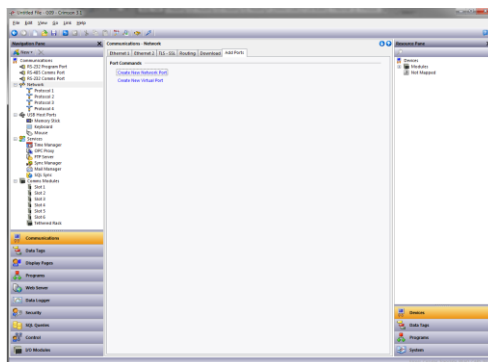 Untitled File - G09 - Crimson 3.1
File Edit View Go Link Help
Navigation Pane
Communications - Network
Resource Pane
New
Ethernet 1
Ethernet 2
TLS - SSL
Routing
Download
Add Ports
Port Commands
Create New Network Port
Create New Virtual Port
Communications
RS-232 Program Port
RS-485 Comms Port
RS-232 Comms Port
Network
Protocol 1
Protocol 2
Protocol 3
Protocol 4
USB Host Ports
Memory Stick
Keyboard
Mouse
Services
Time Manager
OPC Proxy
FTP Server
Sync Manager
Mail Manager
SQL Sync
Comms Modules
Slot 1
Slot 2
Slot 3
Slot 4
Slot 5
Slot 6
Tethered Rack
Communications
Data Tags
Display Pages
Programs
Web Server
Data Logger
Security
SQL Queries
Control
I/O Modules
Devices
Modules
Not Mapped
Devices
Data Tags
Programs
System